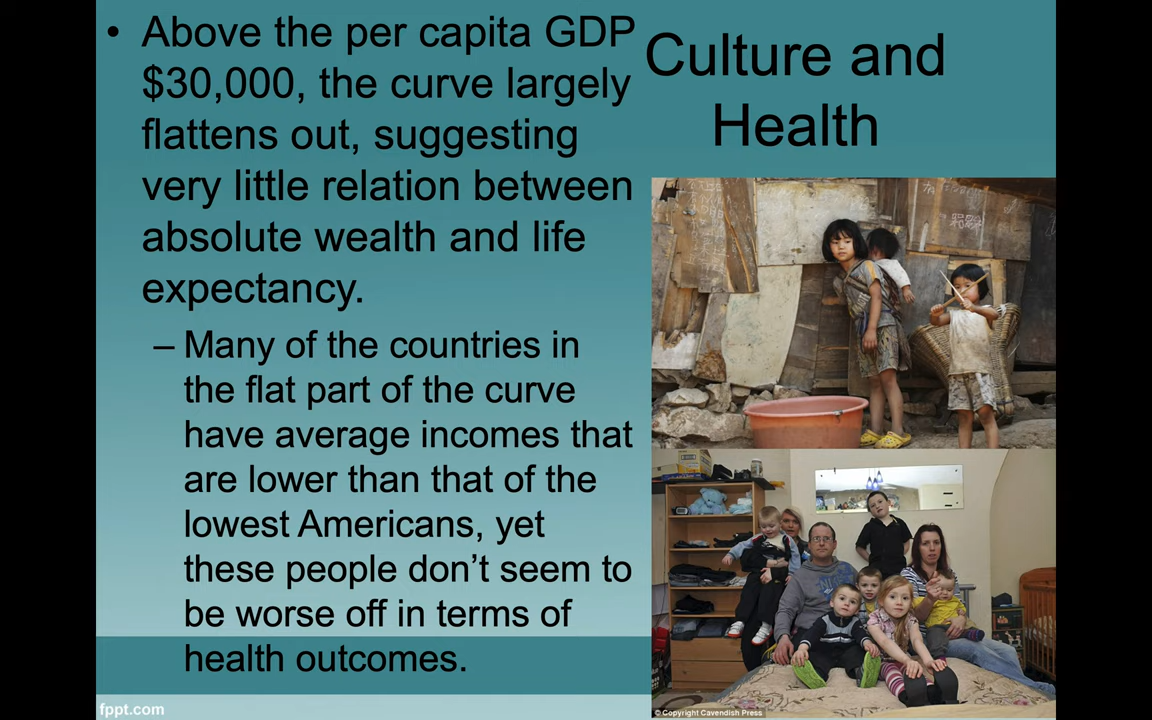 • Above the per capita GDP
$30,000, the curve largely
flattens out, suggesting
very little relation between
absolute wealth and life
expectancy.
– Many of the countries in
the flat part of the curve
have average incomes that
are lower than that of the
lowest Americans, yet
these people don’t seem to
be worse off in terms of
health outcomes.
Culture and
Health
© Copyright Cavendish Press
fppt.com